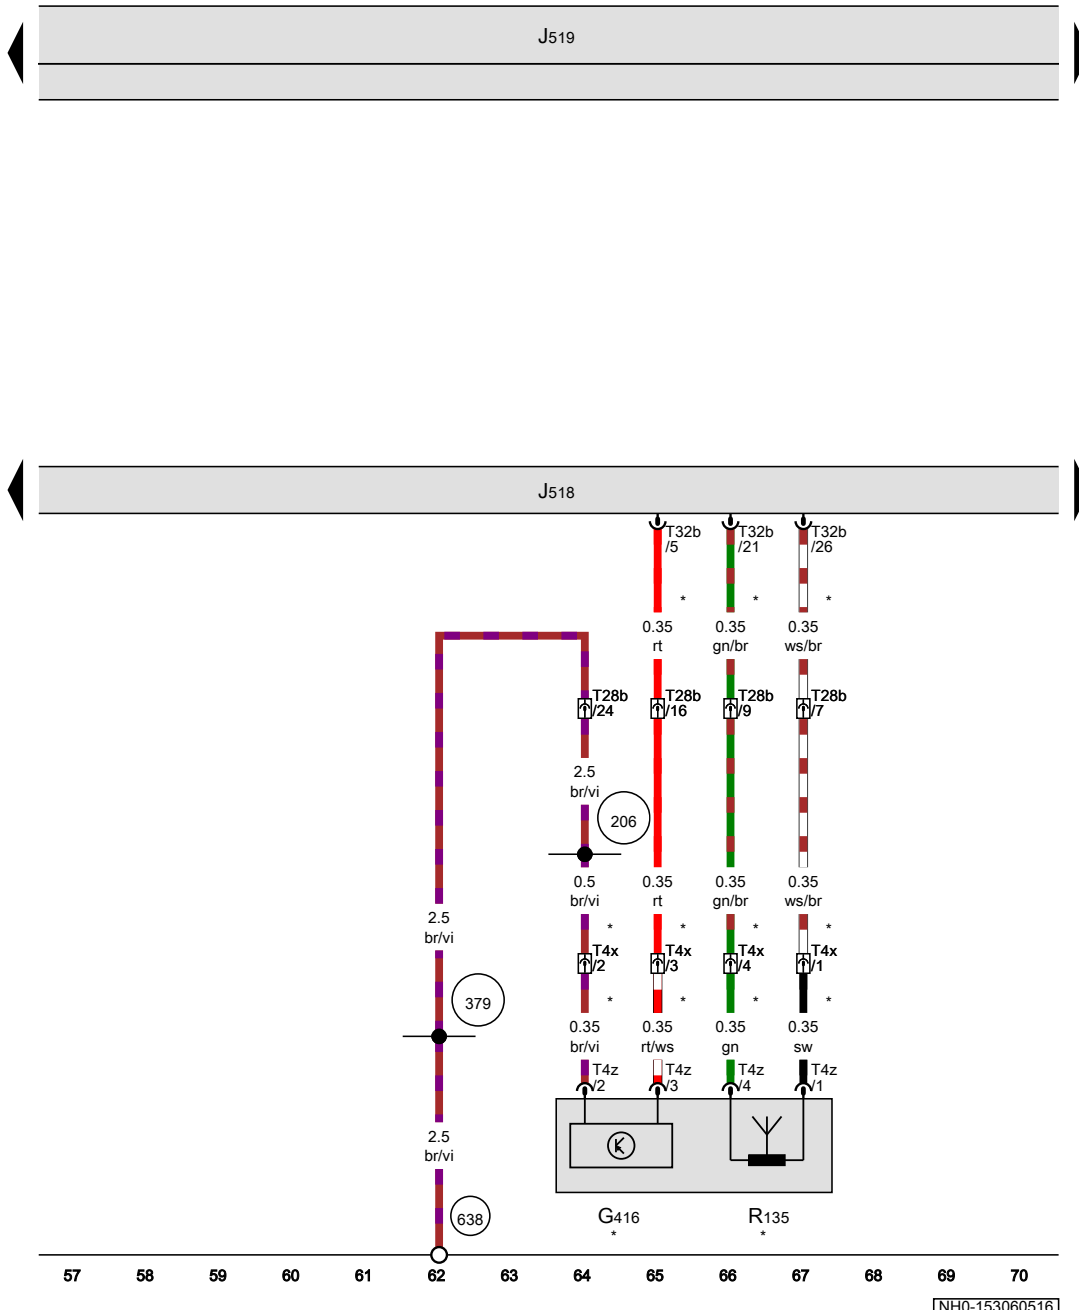 J519
J518
T32b T32b T32b
/5 /21 /26
* * *
0.35 0.35 0.35
rt gn/br ws/br
T28b T28b T28b T28b
/24 /16 /9 /7
2.5
br/vi
206
0.5 0.35 0.35 0.35
br/vi rt gn/br ws/br
2.5
br/vi
* * * *
T4x T4x T4x T4x
/2 /3 /4 /1
379
* * * *
0.35 0.35 0.35 0.35
br/vi rt/ws gn sw
T4z T4z T4z T4z
/2 /3 /4 /1
2.5
br/vi
638
G416 R135
* *
57 58 59 60 61 62 63 64 65 66 67 68 69 70
NH0-153060516